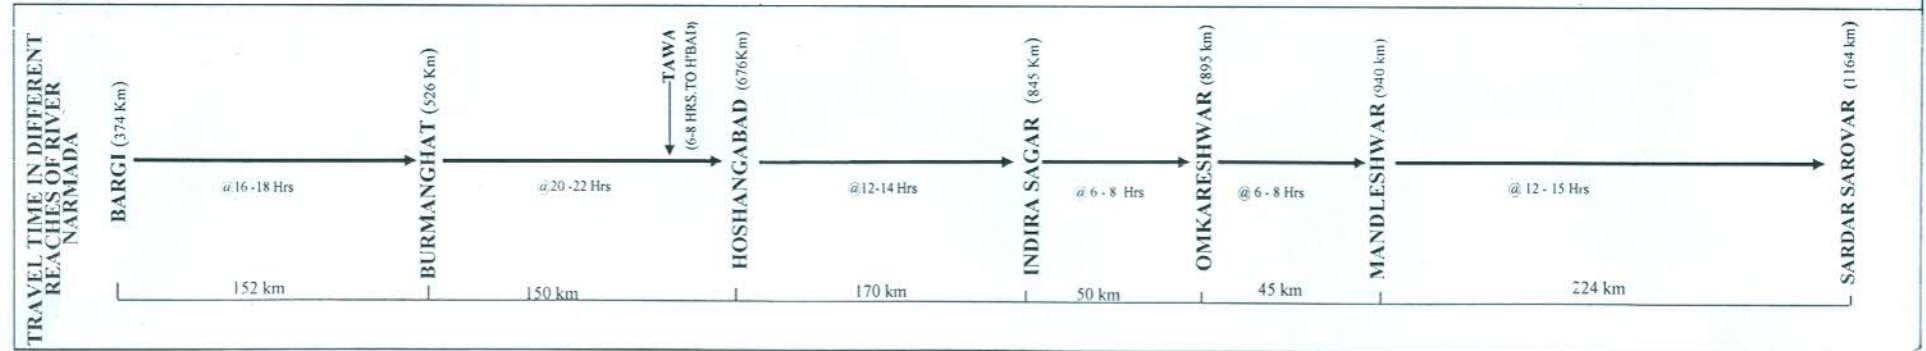 TRAVEL TIME IN DIFFERENT
REACHES OF RIVER
NARMADA
BARGI (374 Km)
@ 16 -18 Hrs
BURMANGHAT (526 Km)
@ 20 -22 Hrs
TAWA
(6-8 HRS.TO H'BAD)
HOSHANGABAD (676Km)
@12-14 Hrs
INDIRA SAGAR (845 Km)
@ 6 - 8 Hrs
OMKARESHWAR (895 km)
@ 6 - 8 Hrs
MANDLESHWAR (940 km)
@ 12 - 15 Hrs
SARDAR SAROVAR (1164 km)
152 km
150 km
170 km
50 km
45 km
224 km